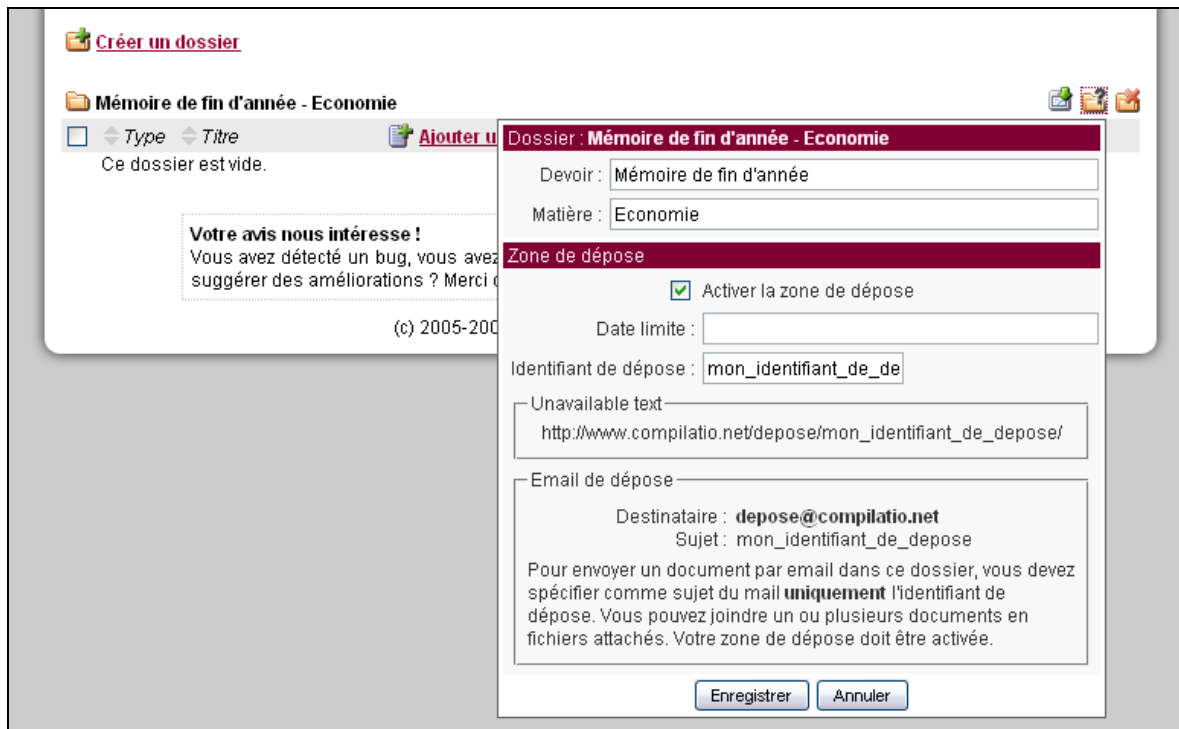 Créer un dossier
Mémoire de fin d'année - Economie
Type Titre Ajouter u
Ce dossier est vide.
Votre avis nous intéresse !
Vous avez détecté un bug, vous avez
suggérer des améliorations ? Merci
(c) 2005-200
Dossier : Mémoire de fin d'année - Economie
Devoir : Mémoire de fin d'année
Matière : Economie
Zone de dépose
Activer la zone de dépose
Date limite :
Identifiant de dépose : mon_identifiant_de_de
Unavailable text
http://www.compilatio.net/depose/mon_identifiant_de_depose/
Email de dépose
Destinataire : depose@compilatio.net
Sujet : mon_identifiant_de_depose
Pour envoyer un document par email dans ce dossier, vous devez
spécifier comme sujet du mail uniquement l'identifiant de
dépose. Vous pouvez joindre un ou plusieurs documents en
fichiers attachés. Votre zone de dépose doit être activée.
Enregistrer Annuler